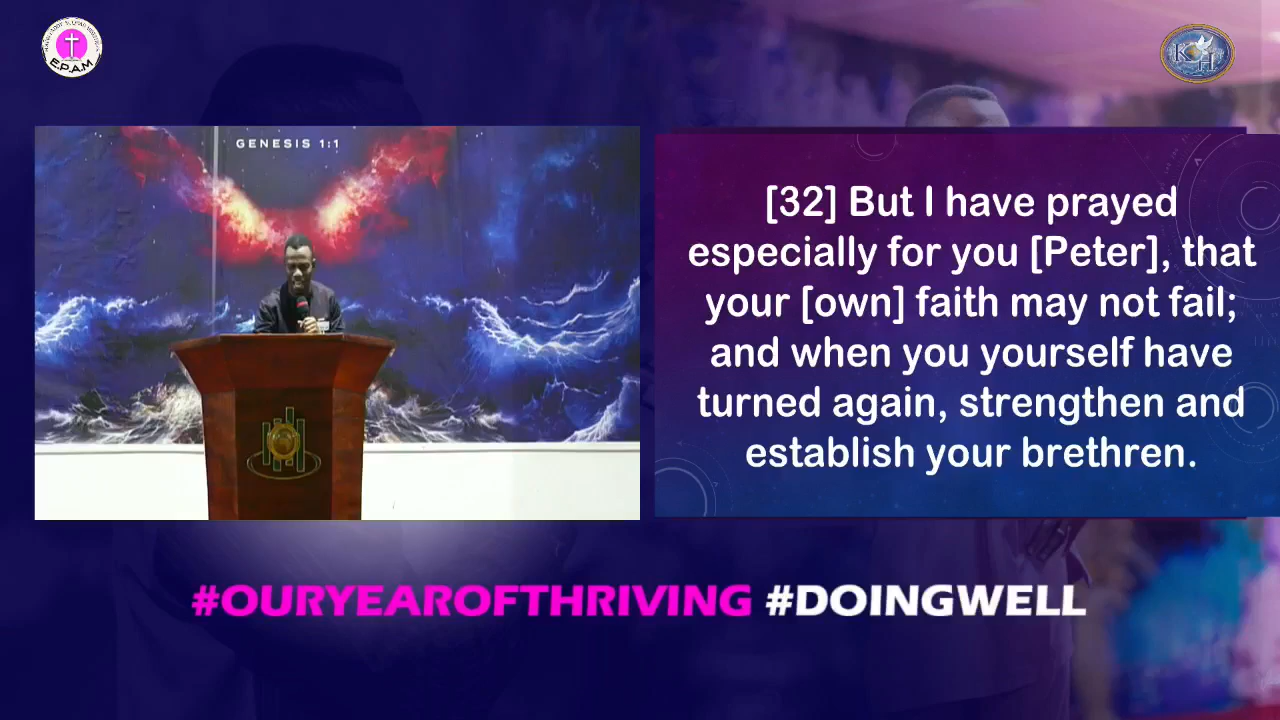 E.P.A.M
K H
GENESIS 1:1
[32] But I have prayed
especially for you [Peter], that
your [own] faith may not fail;
and when you yourself have
turned again, strengthen and
establish your brethren.
#OURYEAROFTHRIVING #DOINGWELL